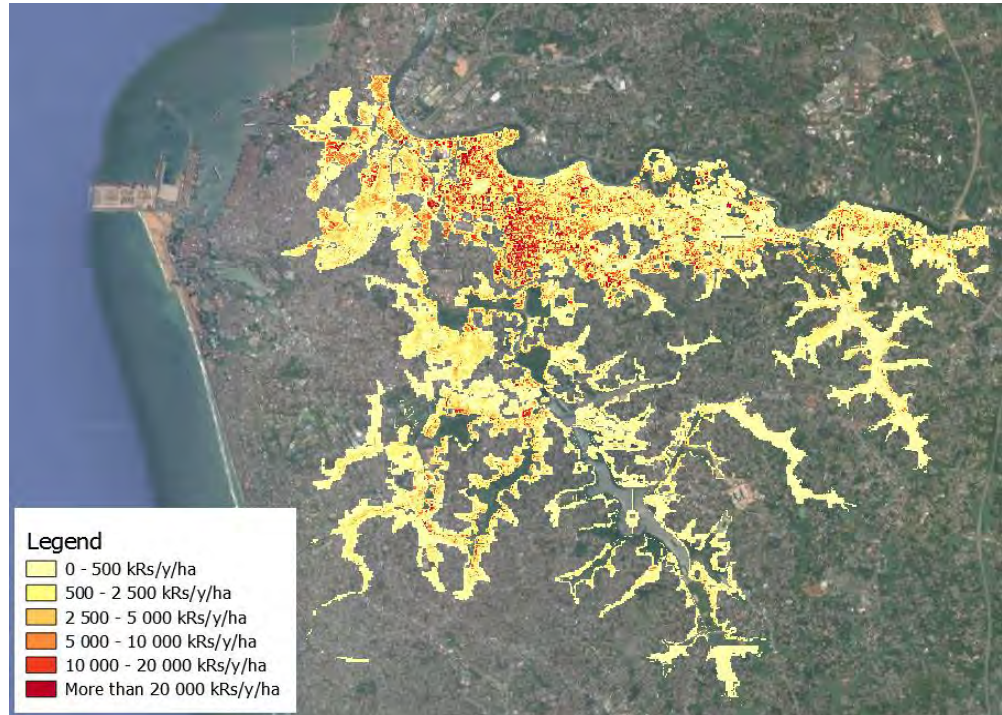 Legend
0 - 500 kRs/y/ha
500 - 2 500 kRs/y/ha
2 500 - 5 000 kRs/y/ha
5 000 - 10 000 kRs/y/ha
10 000 - 20 000 kRs/y/ha
More than 20 000 kRs/y/ha